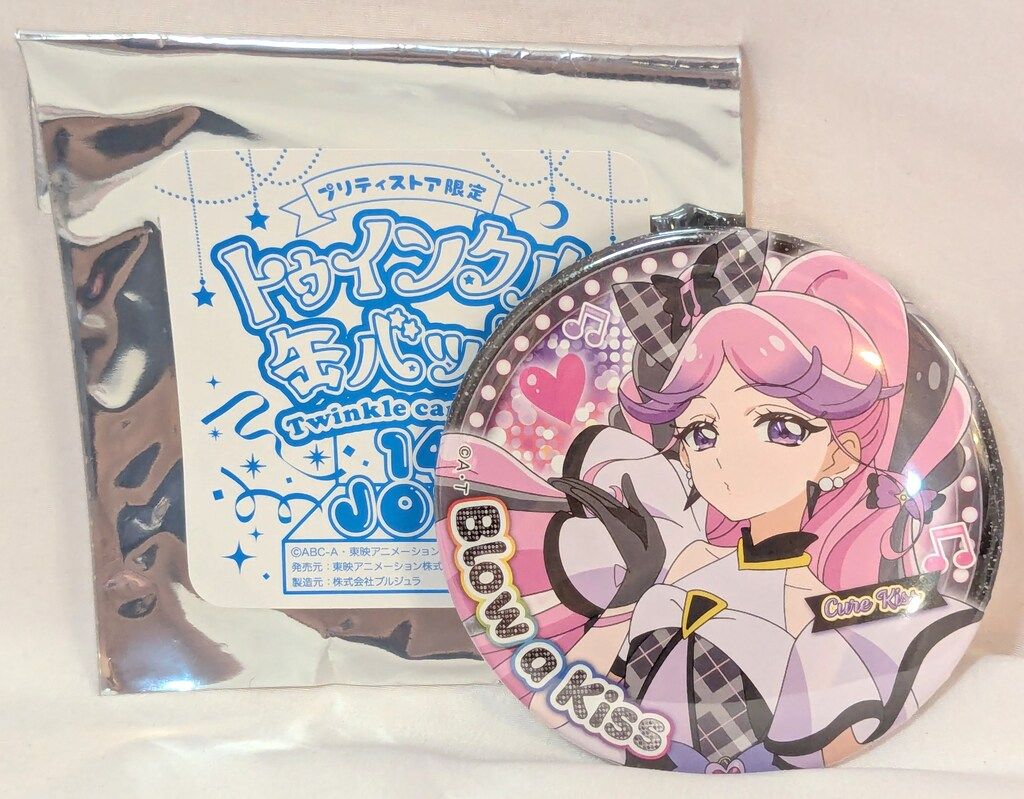 プリティストア限定
トゥインクル
缶バッ
Twinkle ca
JO
©ABC-A・東映アニメーション
発売元：東映アニメーション株式
製造元：株式会社プルジュラ
©A・T
Blow a Kiss
Cure Kiss